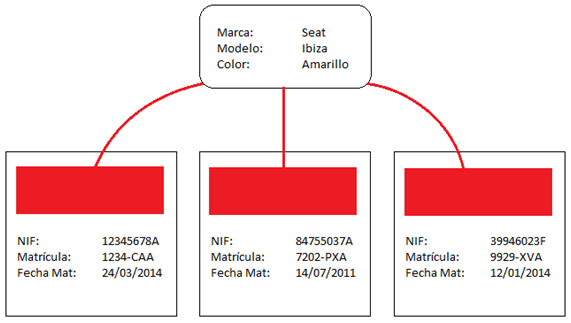 Marca: Seat
Modelo: Ibiza
Color: Amarillo
NIF: 12345678A
Matrícula: 1234-CAA
Fecha Mat: 24/03/2014
NIF: 84755037A
Matrícula: 7202-PXA
Fecha Mat: 14/07/2011
NIF: 39946023F
Matrícula: 9929-XVA
Fecha Mat: 12/01/2014